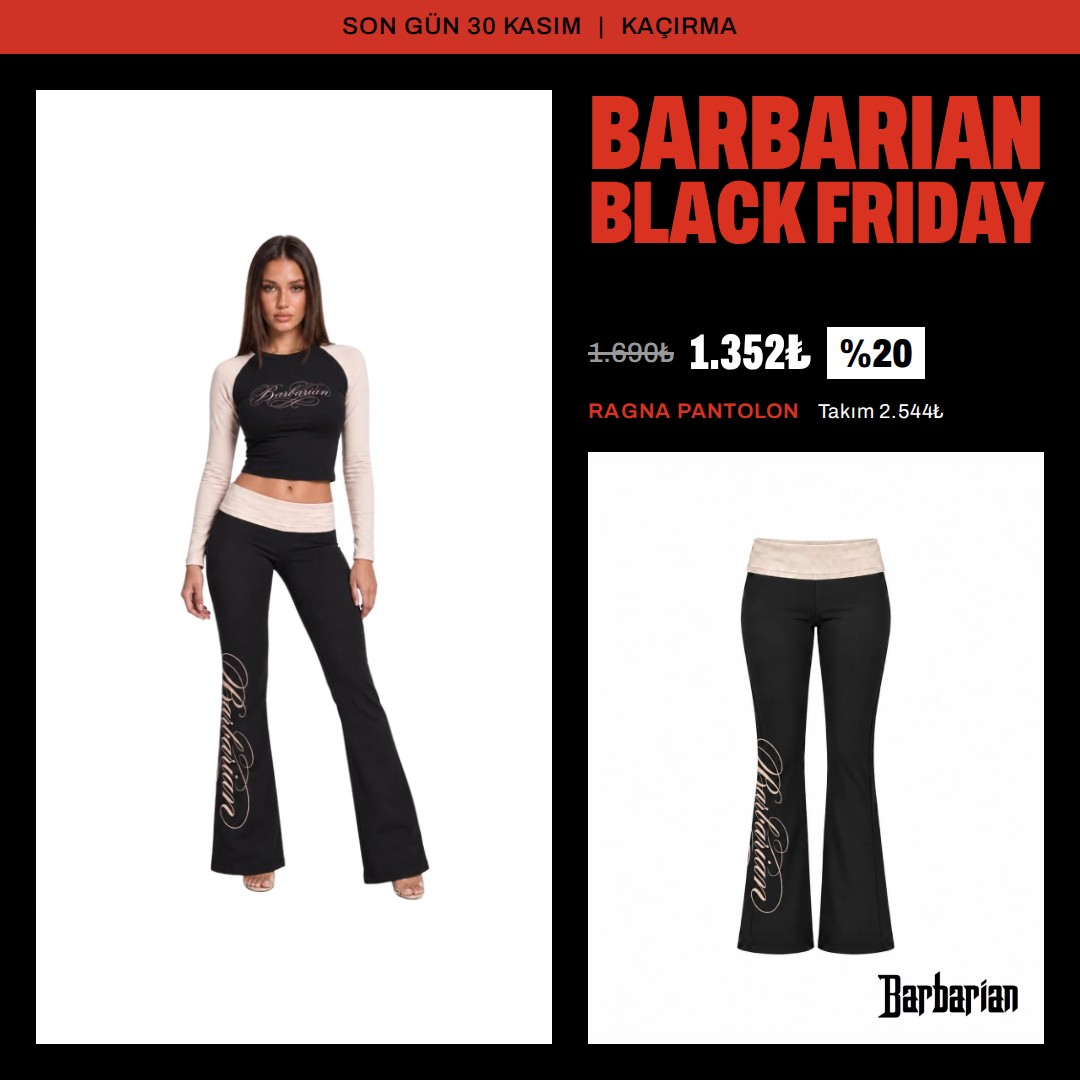 SON GÜN 30 KASIM | KAÇIRMA
BARBARIAN
BLACK FRIDAY
1.690₺ 1.352₺ %20
RAGNA PANTOLON Takım 2.544₺
Barbarian
Barbarian
Barbarian
Barbarian